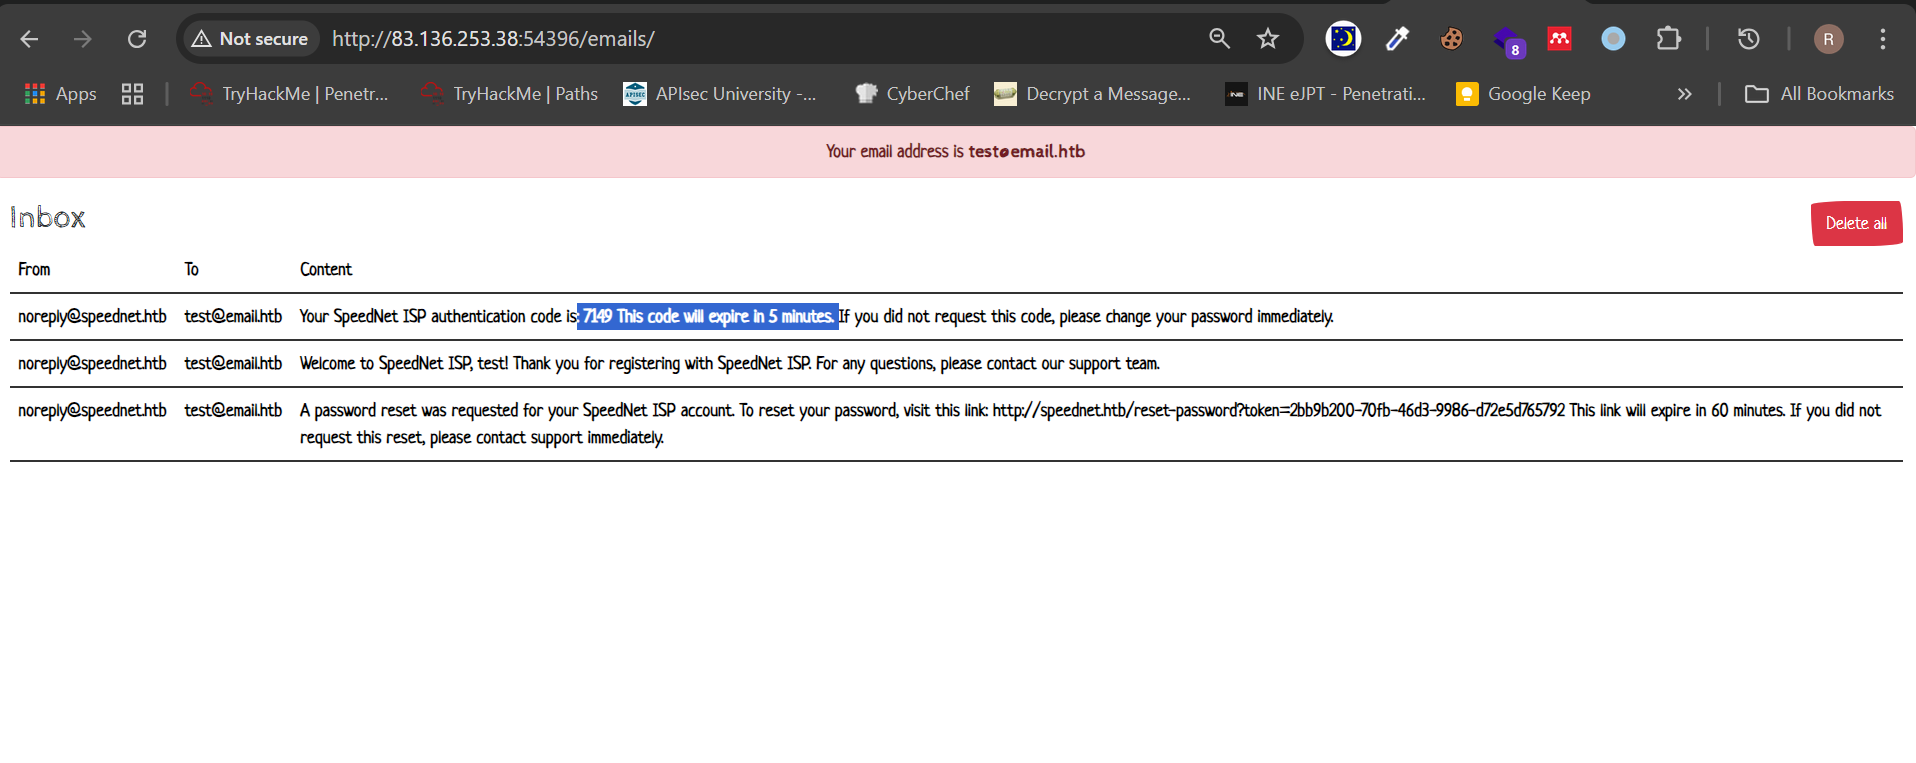 Not secure http://83.136.253.38:54396/emails/ 8 R
Apps TryHackMe | Penetr... TryHackMe | Paths APIsec University -... CyberChef Decrypt a Message... INE eJPT - Penetrati... Google Keep » All Bookmarks
Your email address is test@email.htb
Inbox
Delete all
From To Content
noreply@speednet.htb test@email.htb Your SpeedNet ISP authentication code is: 7149 This code will expire in 5 minutes. If you did not request this code, please change your password immediately.
noreply@speednet.htb test@email.htb Welcome to SpeedNet ISP, test! Thank you for registering with SpeedNet ISP. For any questions, please contact our support team.
noreply@speednet.htb test@email.htb A password reset was requested for your SpeedNet ISP account. To reset your password, visit this link: http://speednet.htb/reset-password?token=2bb9b200-70fb-46d3-9986-d72e5d765792 This link will expire in 60 minutes. If you did not
request this reset, please contact support immediately.